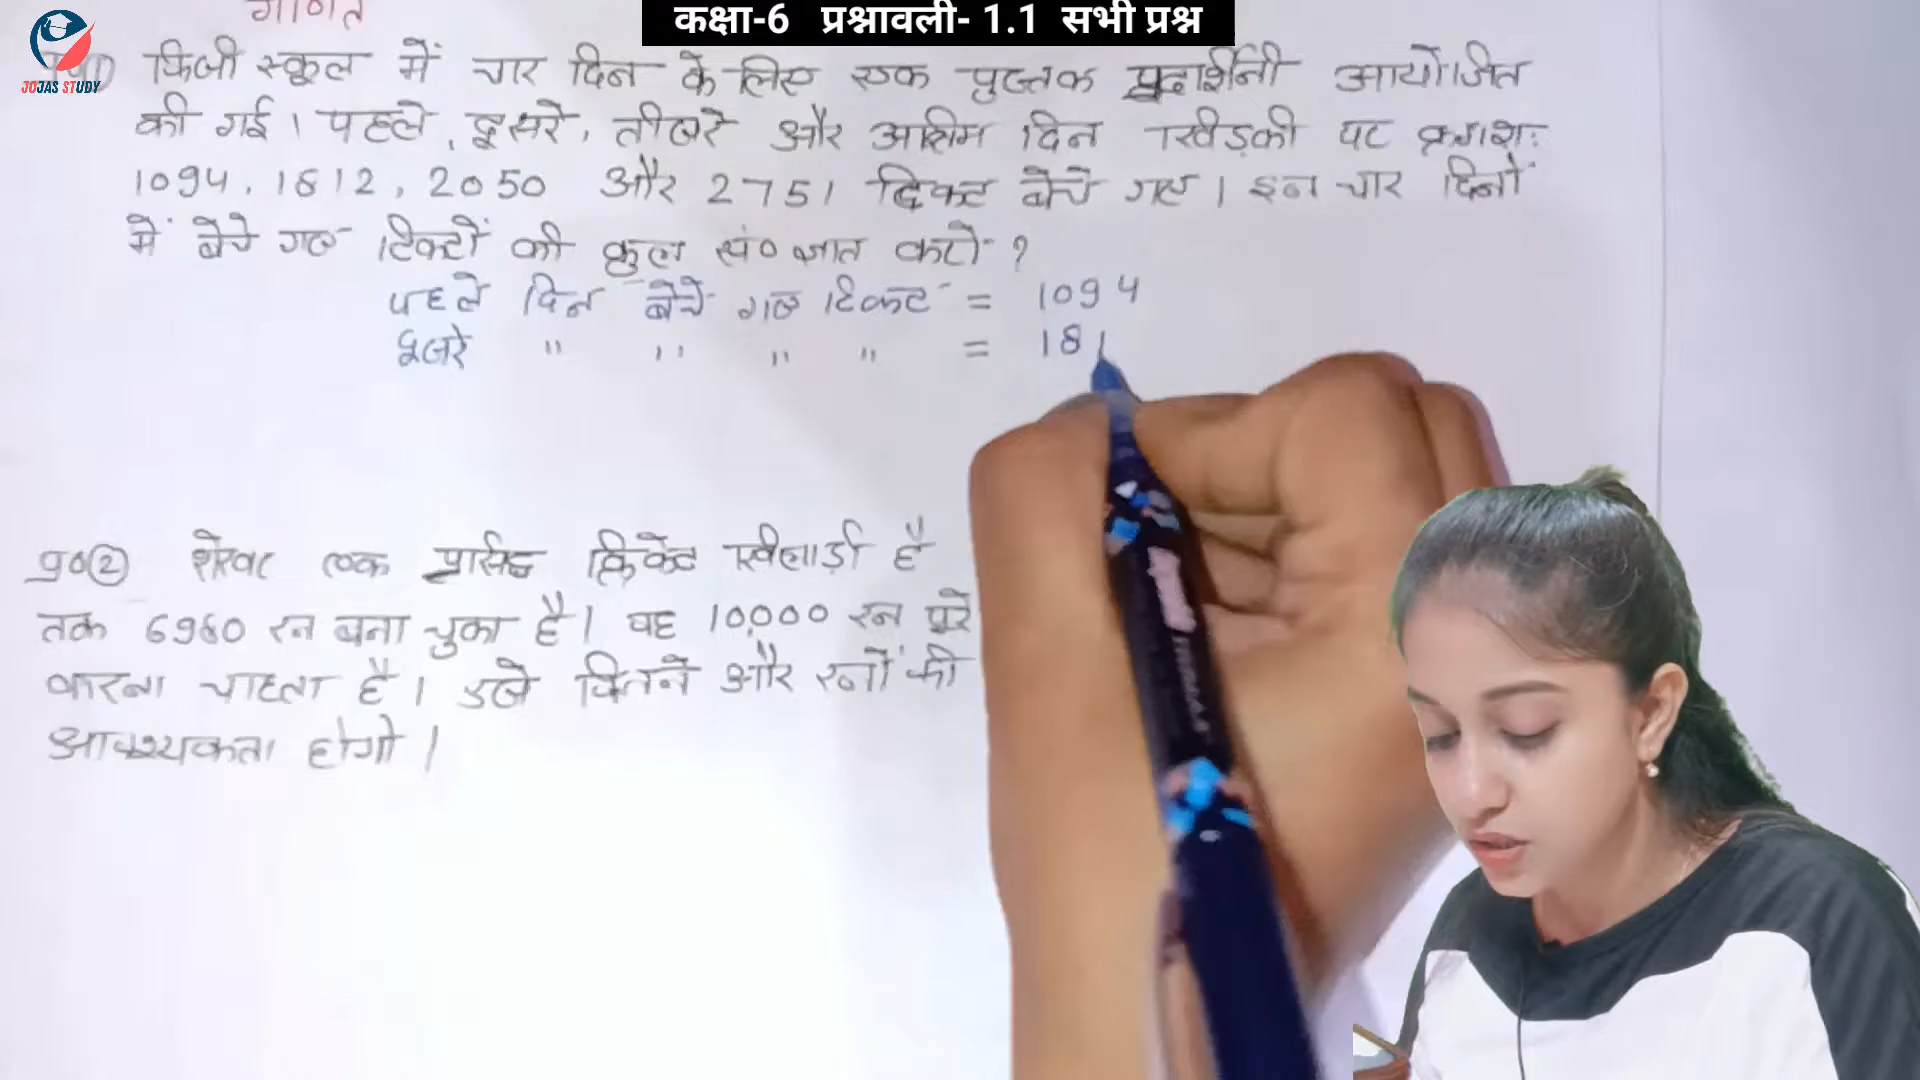 गणित
कक्षा-6 प्रश्नावली- 1.1 सभी प्रश्न
JOJAS STUDY
किसी स्कूल में चार दिन के लिए एक पुस्तक प्रदर्शिनी आयोजित
की गई। पहले, दूसरे, तीसरे और अंतिम दिन खिड़की पर क्रमशः
1094, 1812, 2050 और 2751 टिकट बेचे गए। इन चार दिनों
में बेचे गए टिकटों की कुल सं० ज्ञात करो?
पहले दिन बेचे गए टिकट = 1094
दूसरे " " " " = 181
प्र०② शेखर एक प्रसिद्ध क्रिकेट खिलाड़ी है
तक 6980 रन बना चुका है। वह 10,000 रन पूरे
करना चाहता है। उसे कितने और रनों की
आवश्यकता होगी।